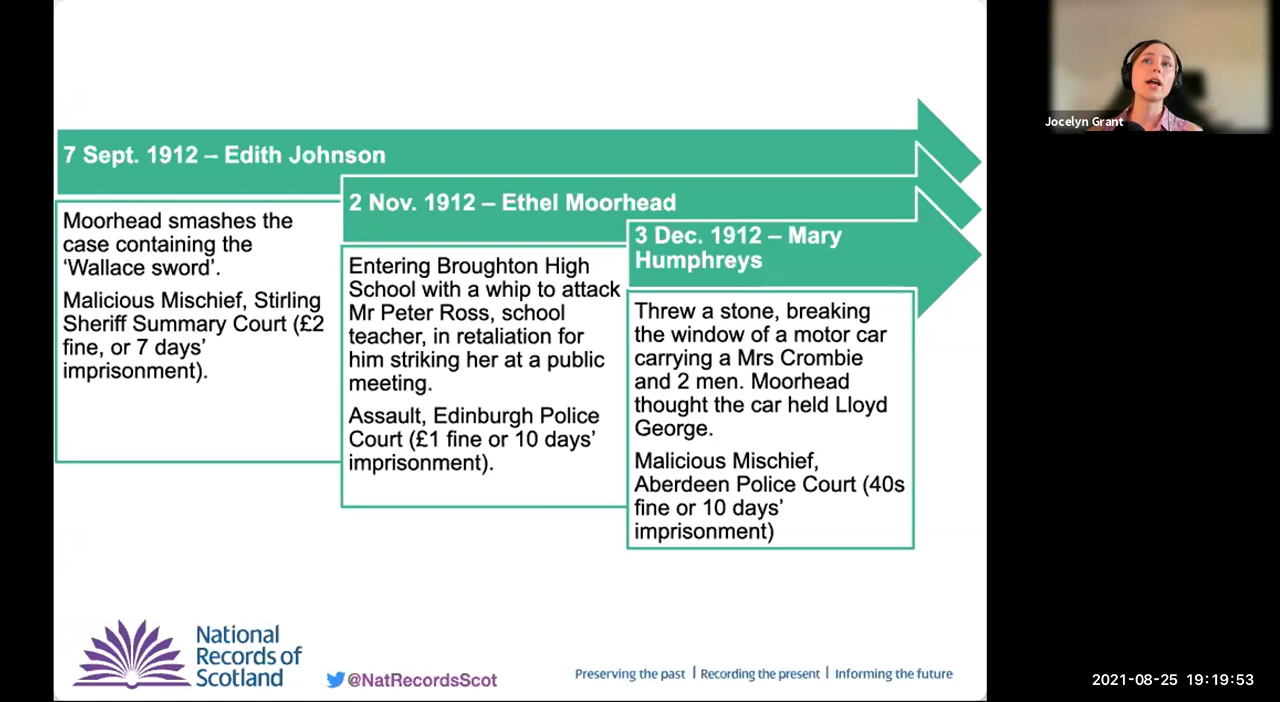 7 Sept. 1912 – Edith Johnson
Moorhead smashes the
case containing the
‘Wallace sword’.
Malicious Mischief, Stirling
Sheriff Summary Court (£2
fine, or 7 days’
imprisonment).
2 Nov. 1912 – Ethel Moorhead
Entering Broughton High
School with a whip to attack
Mr Peter Ross, school
teacher, in retaliation for
him striking her at a public
meeting.
Assault, Edinburgh Police
Court (£1 fine or 10 days’
imprisonment).
3 Dec. 1912 – Mary
Humphreys
Threw a stone, breaking
the window of a motor car
carrying a Mrs Crombie
and 2 men. Moorhead
thought the car held Lloyd
George.
Malicious Mischief,
Aberdeen Police Court (40s
fine or 10 days’
imprisonment)
National
Records of
Scotland
@NatRecordsScot
Preserving the past | Recording the present | Informing the future
Jocelyn Grant
2021-08-25 19:19:53